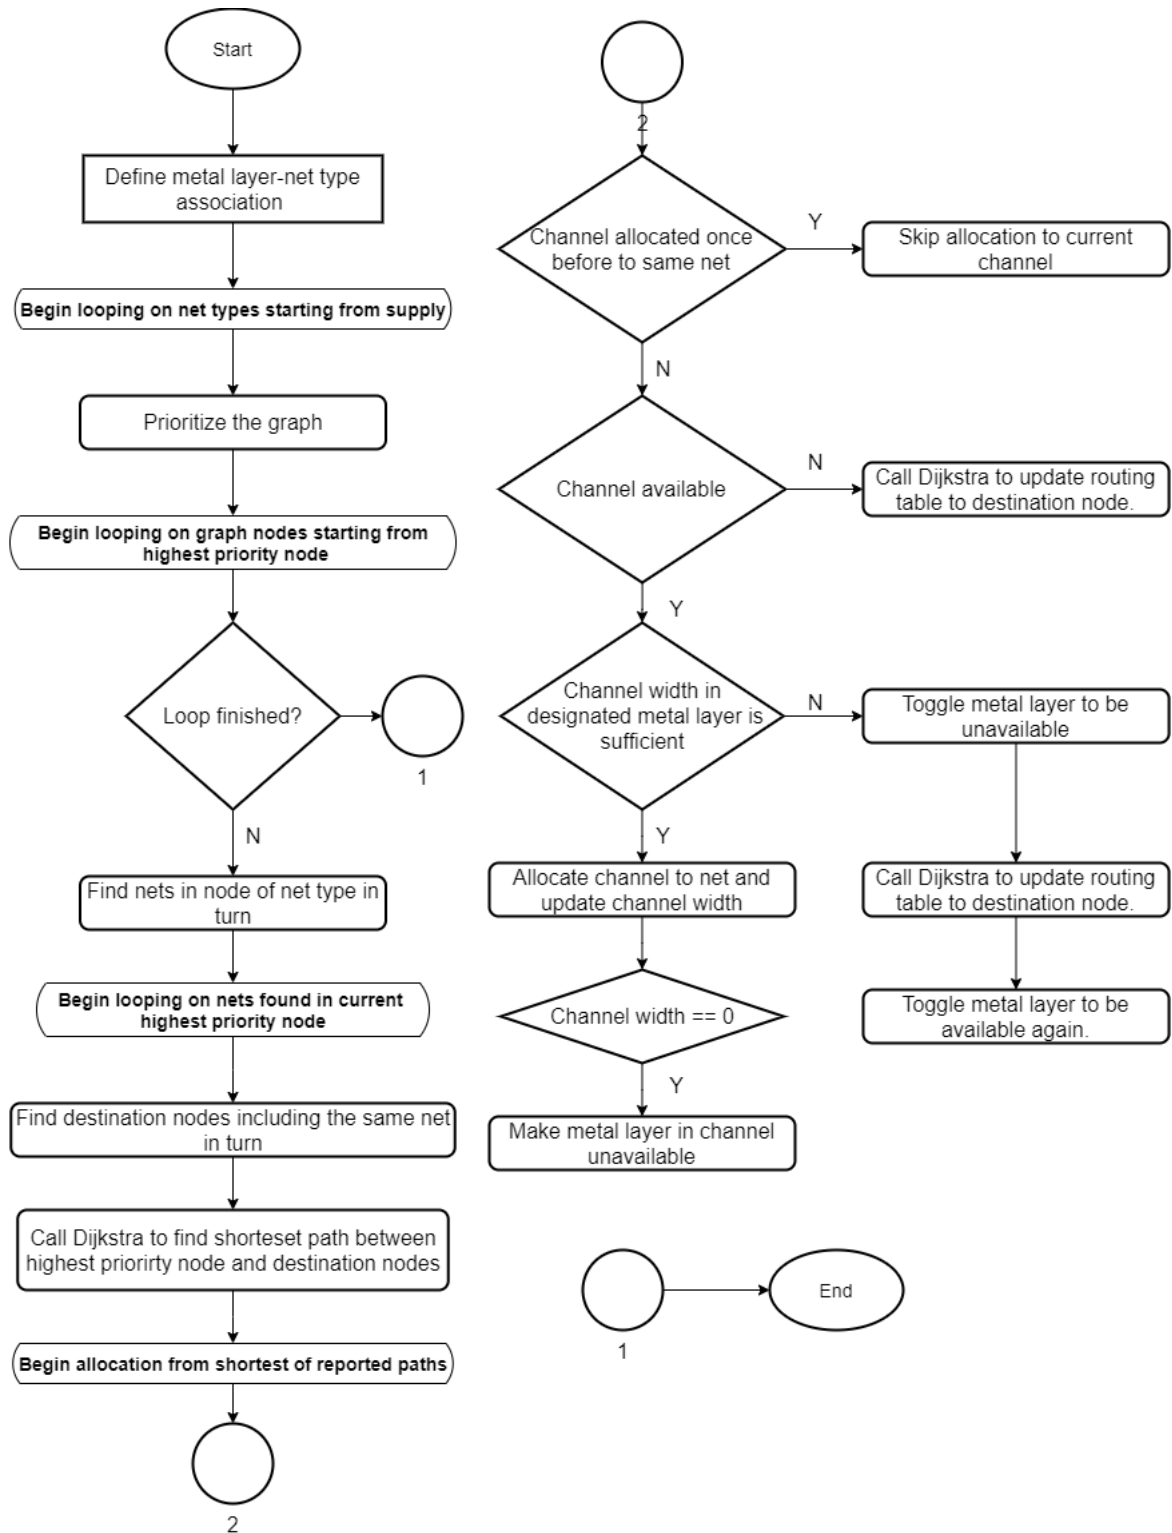 Start
Define metal layer-net type
association
Begin looping on net types starting from supply
Prioritize the graph
Begin looping on graph nodes starting from
highest priority node
Loop finished?
1
N
Find nets in node of net type in
turn
Begin looping on nets found in current
highest priority node
Find destination nodes including the same net
in turn
Call Dijkstra to find shorteset path between
highest priorirty node and destination nodes
Begin allocation from shortest of reported paths
2
2
Channel allocated once
before to same net
Y
Skip allocation to current
channel
N
Channel available
N
Call Dijkstra to update routing
table to destination node.
Y
Channel width in
designated metal layer is
sufficient
N
Toggle metal layer to be
unavailable
Y
Allocate channel to net and
update channel width
Call Dijkstra to update routing
table to destination node.
Channel width == 0
Toggle metal layer to be
available again.
Y
Make metal layer in channel
unavailable
1
End